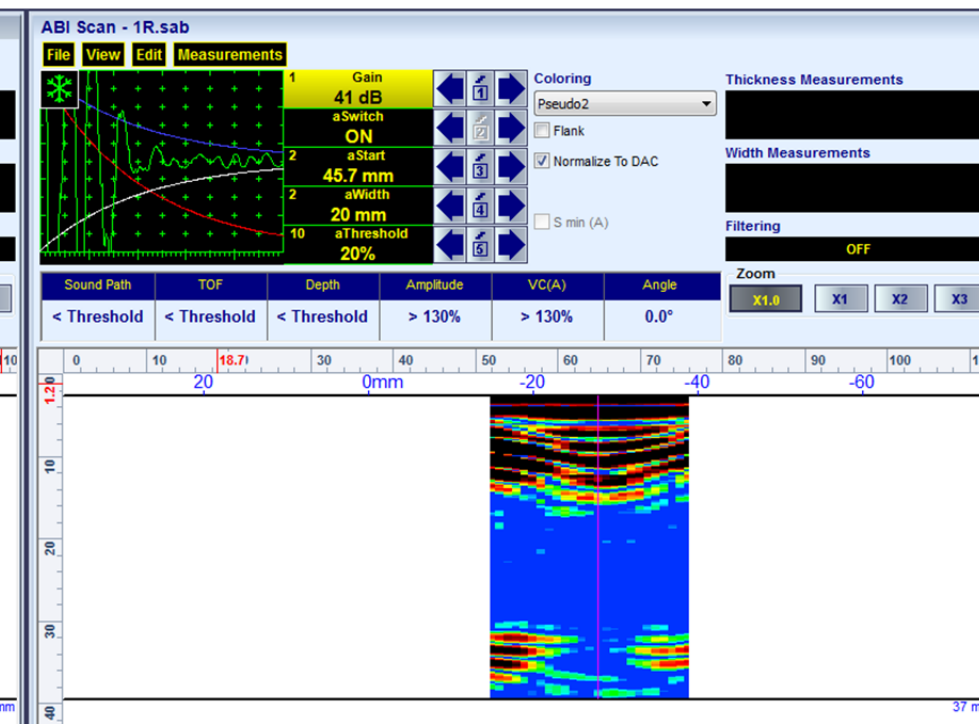 ABI Scan - 1R.sab
File View Edit Measurements
1 Gain
41 dB
1
aSwitch
ON
2
2 aStart
45.7 mm
3
2 aWidth
20 mm
4
10 aThreshold
20%
5
Coloring
Pseudo2
Flank
Normalize To DAC
S min (A)
Thickness Measurements
Width Measurements
Filtering
OFF
Zoom
X1.0 X1 X2 X3
Sound Path TOF Depth Amplitude VC(A) Angle
< Threshold < Threshold < Threshold > 130% > 130% 0.0°
0 10 18.7 30 40 50 60 70 80 90 100
20 0mm -20 -40 -60
10
20
30
40